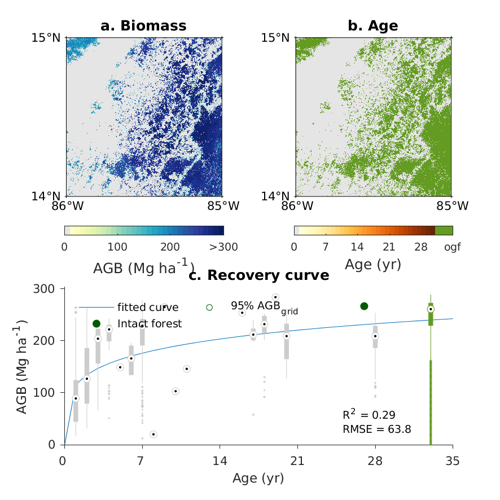 a. Biomass
b. Age
15°N
15°N
14°N
14°N
86°W
85°W
86°W
85°W
0
100
200
>300
0
7
14
21
28
ogf
AGB (Mg ha⁻¹)
Age (yr)
c. Recovery curve
300
200
100
0
AGB (Mg ha⁻¹)
fitted curve
95% AGBgrid
Intact forest
R² = 0.29
RMSE = 63.8
0
7
14
21
28
35
Age (yr)